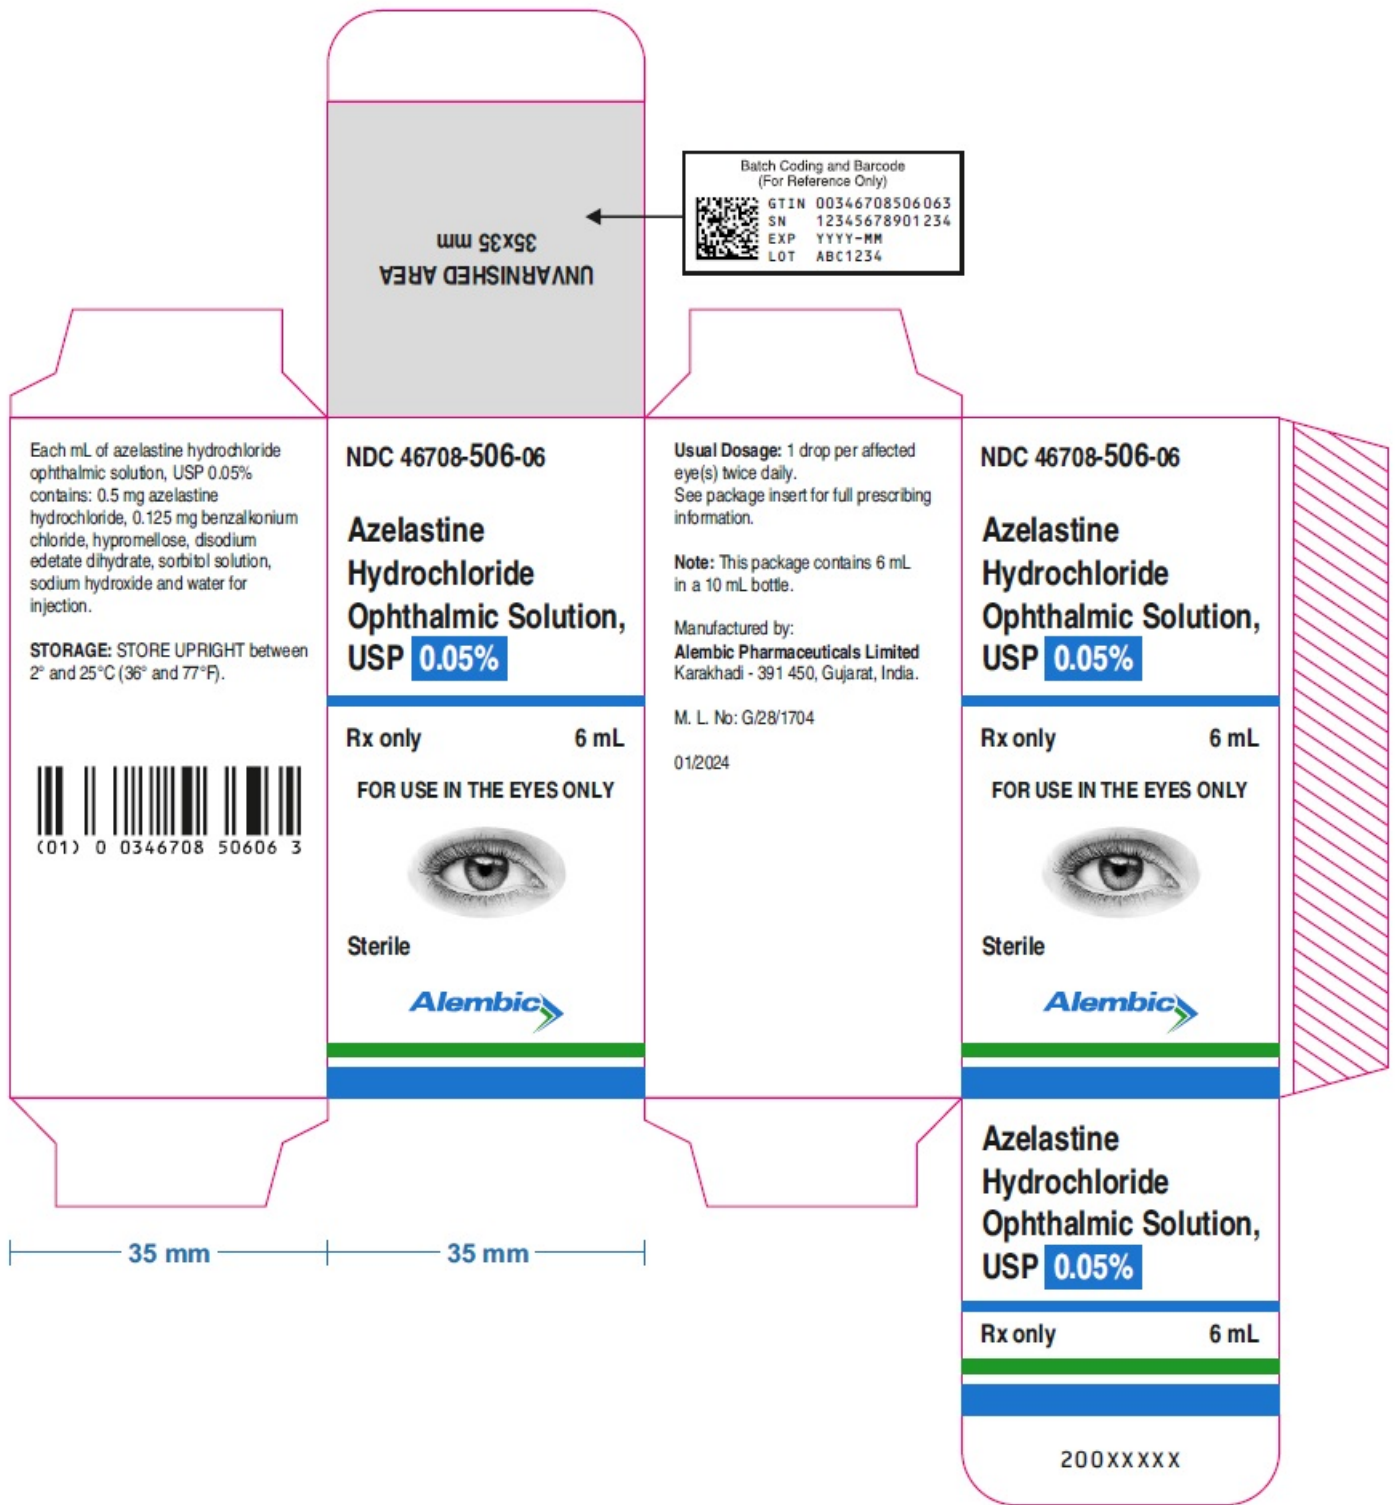 UNVARNISHED AREA
35x35 mm
Batch Coding and Barcode
(For Reference Only)
GTIN 00346708506063
SN 12345678901234
EXP YYYY-MM
LOT ABC1234
Each mL of azelastine hydrochloride
ophthalmic solution, USP 0.05%
contains: 0.5 mg azelastine
hydrochloride, 0.125 mg benzalkonium
chloride, hypromellose, disodium
edetate dihydrate, sorbitol solution,
sodium hydroxide and water for
injection.
STORAGE: STORE UPRIGHT between
2° and 25°C (36° and 77°F).
(01) 0 0346708 50606 3
NDC 46708-506-06
Azelastine
Hydrochloride
Ophthalmic Solution,
USP 0.05%
Rx only 6 mL
FOR USE IN THE EYES ONLY
Sterile
Alembic
Usual Dosage: 1 drop per affected
eye(s) twice daily.
See package insert for full prescribing
information.
Note: This package contains 6 mL
in a 10 mL bottle.
Manufactured by:
Alembic Pharmaceuticals Limited
Karakhadi - 391 450, Gujarat, India.
M. L. No: G/28/1704
01/2024
NDC 46708-506-06
Azelastine
Hydrochloride
Ophthalmic Solution,
USP 0.05%
Rx only 6 mL
FOR USE IN THE EYES ONLY
Sterile
Alembic
Azelastine
Hydrochloride
Ophthalmic Solution,
USP 0.05%
Rx only 6 mL
200XXXXX
35 mm 35 mm